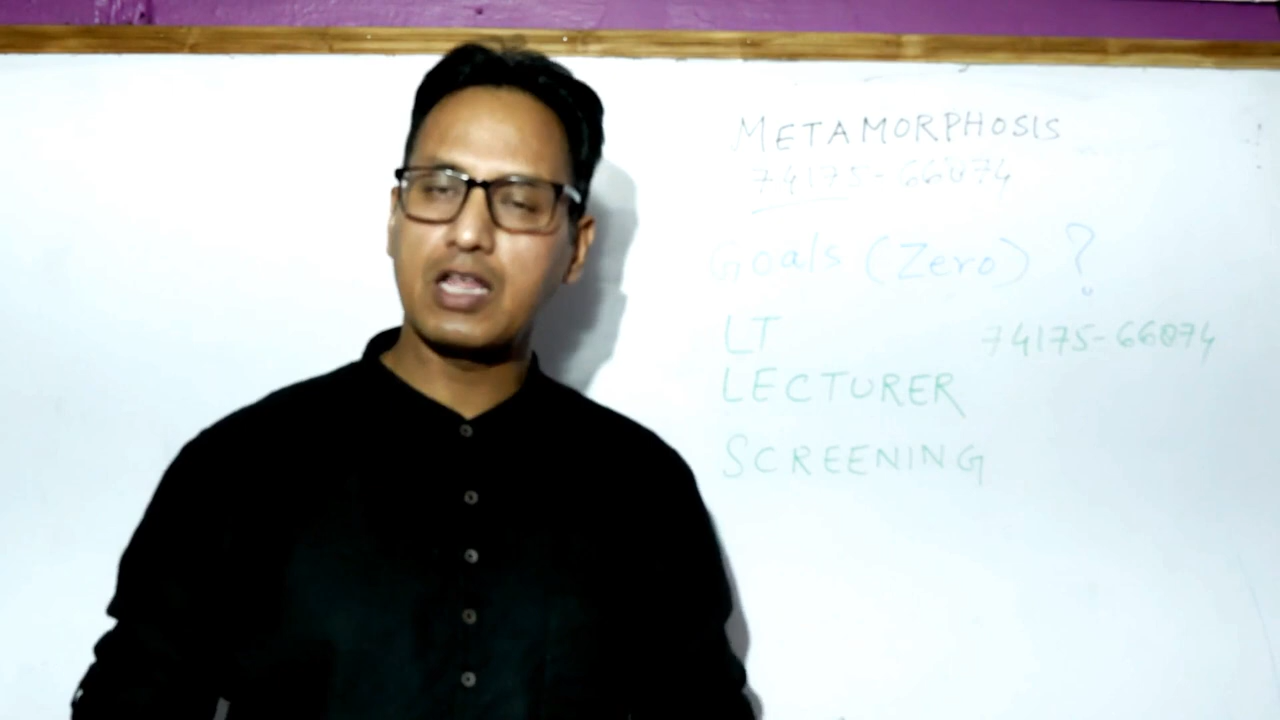 METAMORPHOSIS
74175-66074
Goals (Zero) ?
LT 74175-66074
LECTURER
SCREENING